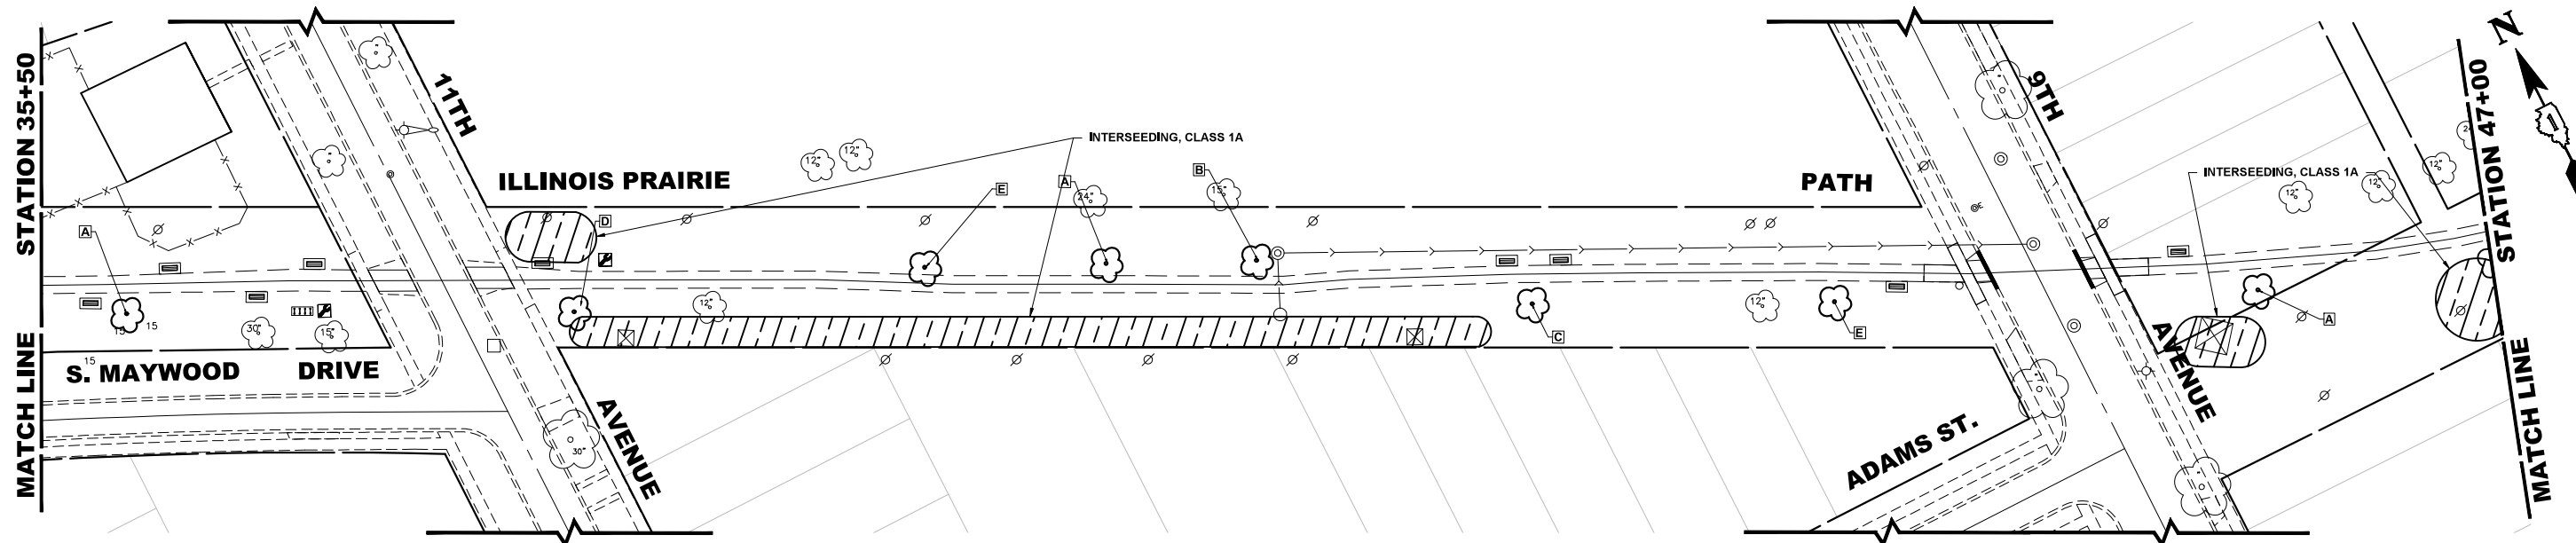 STATION 35+50
MATCH LINE
11TH
AVENUE
ILLINOIS PRAIRIE
PATH
INTERSEEDING, CLASS 1A
INTERSEEDING, CLASS 1A
9TH
AVENUE
N
STATION 47+00
MATCH LINE
S. MAYWOOD DRIVE
ADAMS ST.
A
D
E
A
B
C
E
A
12"
12"
24"
15"
12"
12"
12"
12"
12"
30"
15"
30"
15
15
15